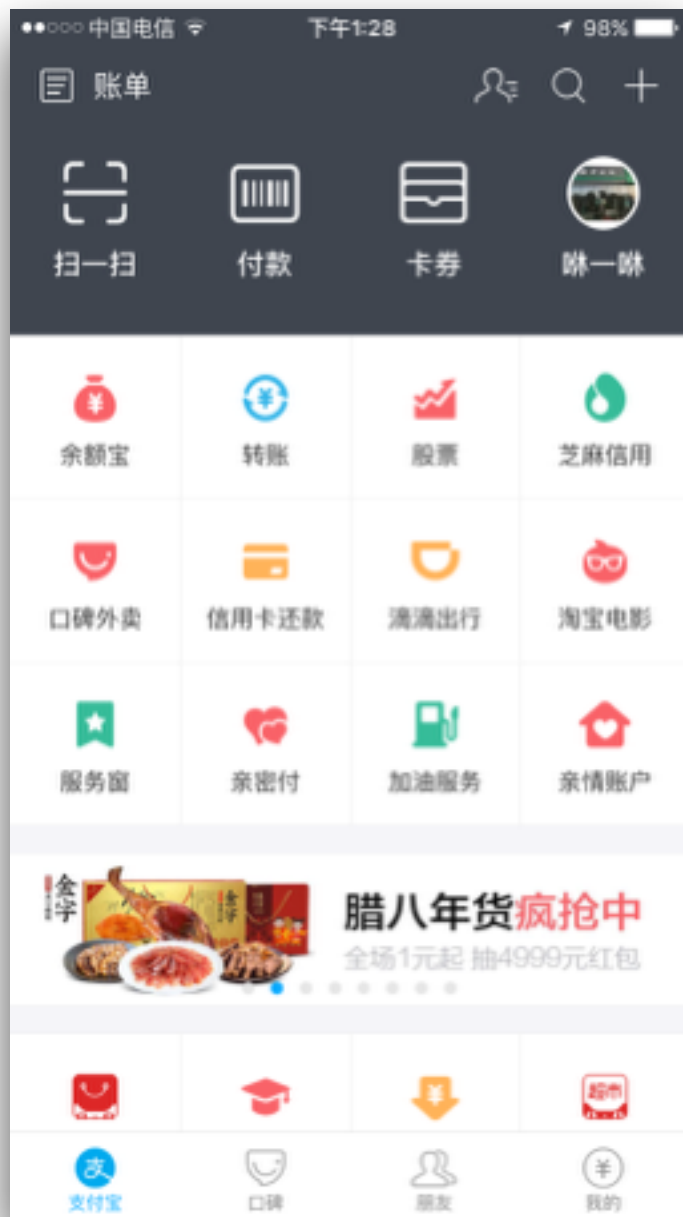 中国电信 下午1:28 98%
账单
扫一扫 付款 卡券 咻一咻
余额宝 转账 股票 芝麻信用
口碑外卖 信用卡还款 滴滴出行 淘宝电影
服务窗 亲密付 加油服务 亲情账户
金字
腊八年货疯抢中
全场1元起 抽4999元红包
超市
支付宝 口碑 朋友 我的